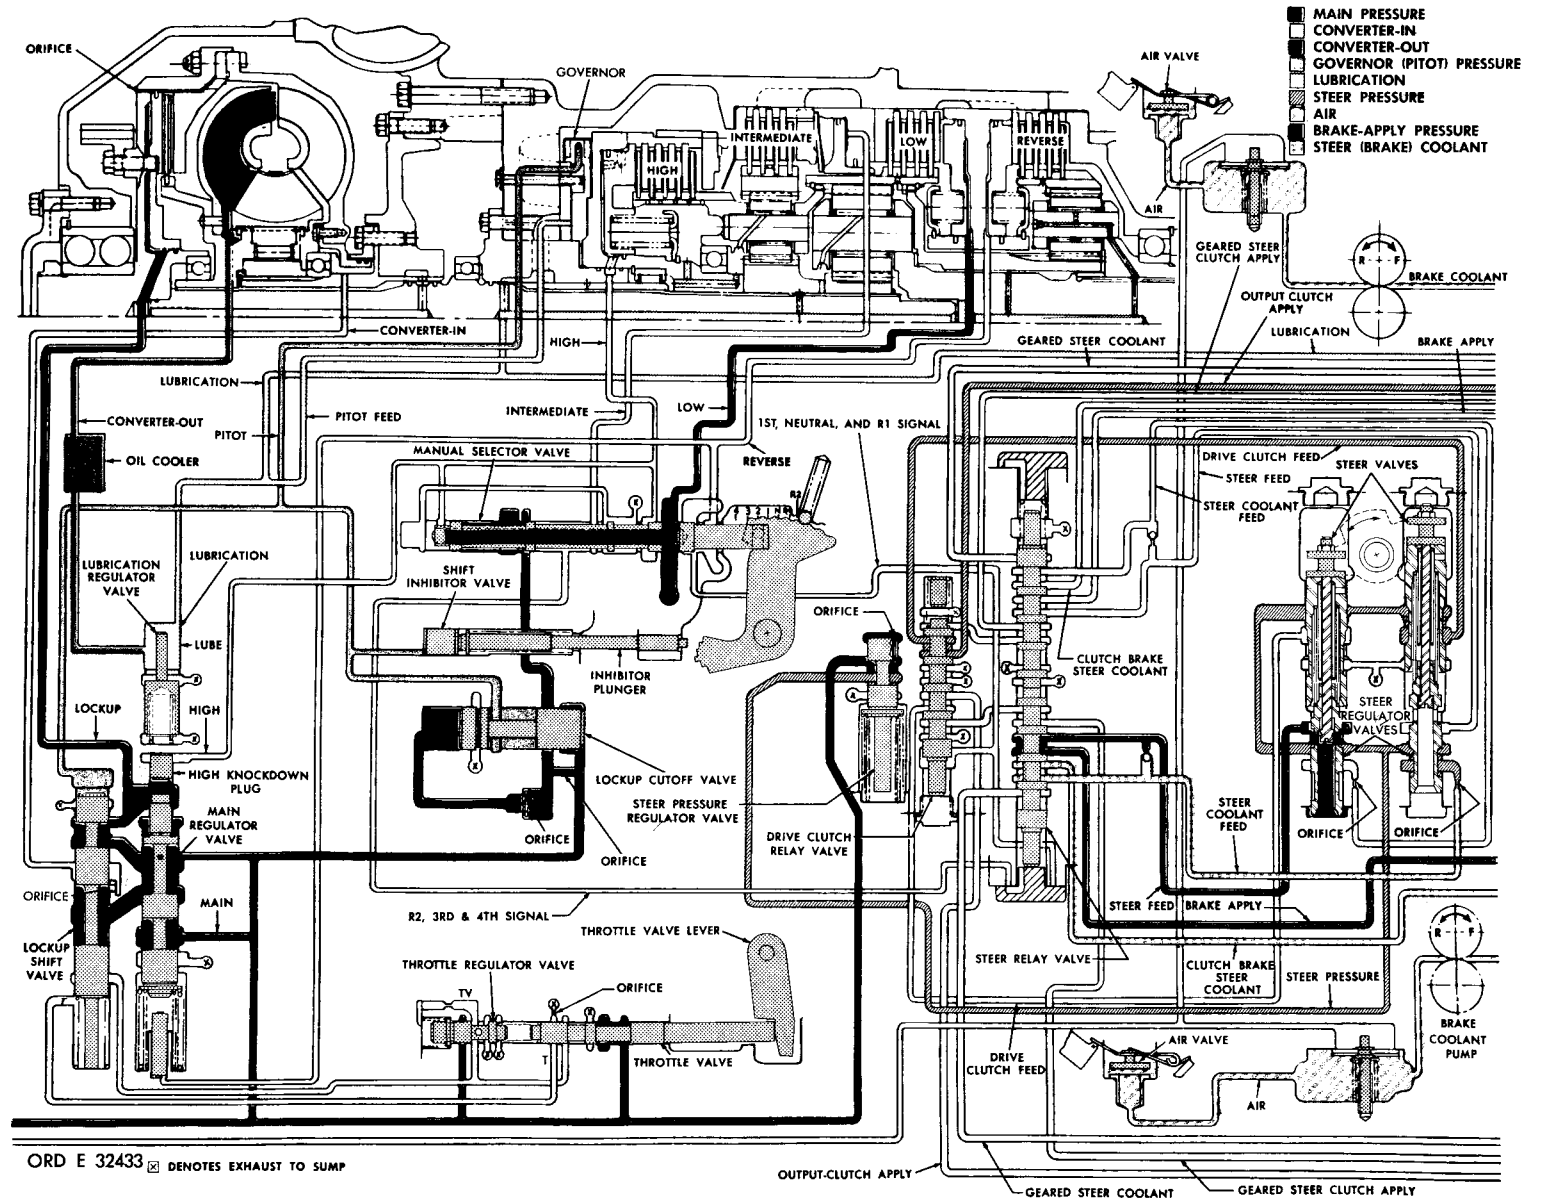 MAIN PRESSURE
CONVERTER-IN
CONVERTER-OUT
GOVERNOR (PITOT) PRESSURE
LUBRICATION
STEER PRESSURE
AIR
BRAKE-APPLY PRESSURE
STEER (BRAKE) COOLANT
ORIFICE
GOVERNOR
AIR VALVE
INTERMEDIATE
LOW
REVERSE
HIGH
AIR
GEARED STEER
CLUTCH APPLY
R F
BRAKE COOLANT
OUTPUT CLUTCH
APPLY
LUBRICATION
CONVERTER-IN
HIGH
GEARED STEER COOLANT
BRAKE APPLY
LUBRICATION
CONVERTER-OUT
PITOT FEED
INTERMEDIATE
LOW
PITOT
1ST, NEUTRAL, AND R1 SIGNAL
OIL COOLER
MANUAL SELECTOR VALVE
REVERSE
DRIVE CLUTCH FEED
STEER VALVES
STEER FEED
STEER COOLANT
FEED
R2
4 3 2 1 N R1
LUBRICATION
REGULATOR
VALVE
LUBRICATION
SHIFT
INHIBITOR VALVE
ORIFICE
LUBE
INHIBITOR
PLUNGER
CLUTCH BRAKE
STEER COOLANT
LOCKUP
HIGH
STEER
REGULATOR
VALVES
HIGH KNOCKDOWN
PLUG
LOCKUP CUTOFF VALVE
STEER PRESSURE
REGULATOR VALVE
MAIN
REGULATOR
VALVE
ORIFICE
ORIFICE
DRIVE CLUTCH
RELAY VALVE
STEER
COOLANT
FEED
ORIFICE
ORIFICE
ORIFICE
MAIN
R2, 3RD & 4TH SIGNAL
STEER FEED
BRAKE APPLY
LOCKUP
SHIFT
VALVE
THROTTLE VALVE LEVER
THROTTLE REGULATOR VALVE
STEER RELAY VALVE
CLUTCH BRAKE
STEER
COOLANT
STEER PRESSURE
R F
TV
ORIFICE
T
THROTTLE VALVE
DRIVE
CLUTCH FEED
AIR VALVE
BRAKE
COOLANT
PUMP
AIR
ORD E 32433
X DENOTES EXHAUST TO SUMP
OUTPUT-CLUTCH APPLY
GEARED STEER COOLANT
GEARED STEER CLUTCH APPLY